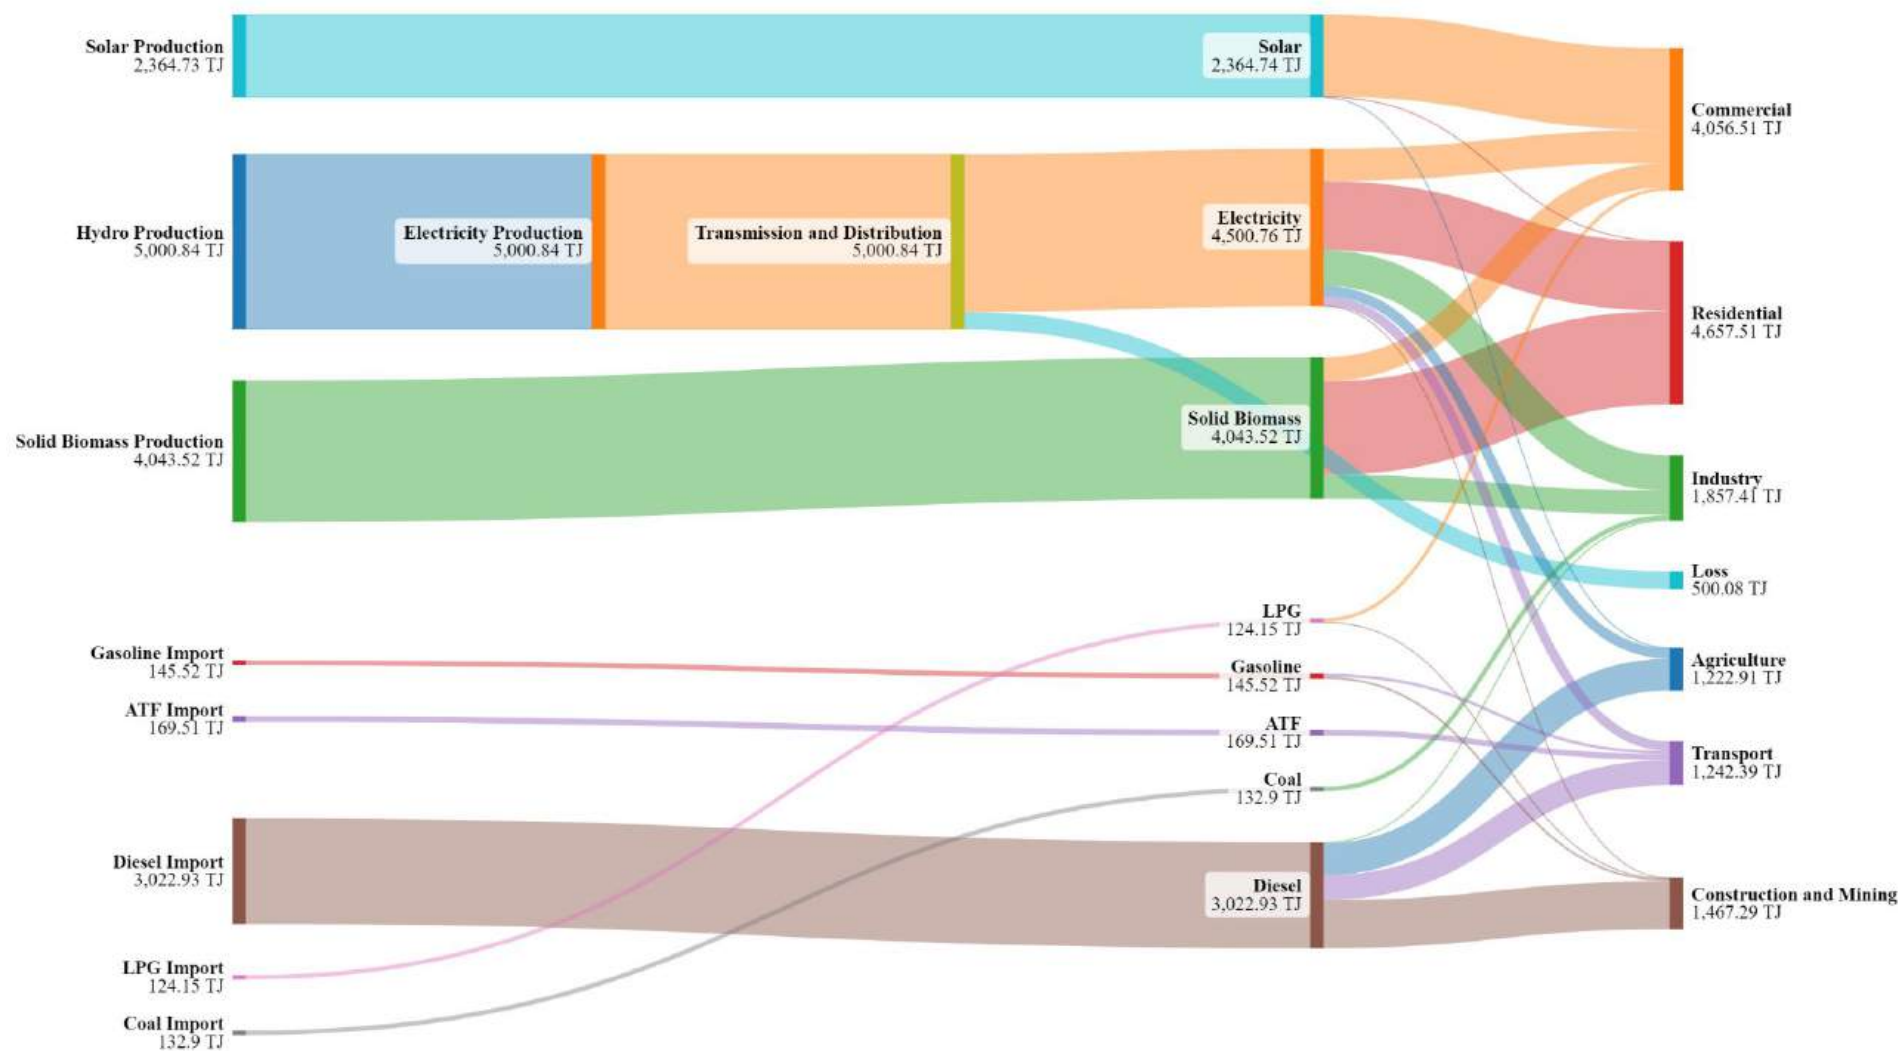 Solar Production
2,364.73 TJ
Hydro Production
5,000.84 TJ
Solid Biomass Production
4,043.52 TJ
Gasoline Import
145.52 TJ
ATF Import
169.51 TJ
Diesel Import
3,022.93 TJ
LPG Import
124.15 TJ
Coal Import
132.9 TJ
Electricity Production
5,000.84 TJ
Transmission and Distribution
5,000.84 TJ
Solar
2,364.74 TJ
Electricity
4,500.76 TJ
Solid Biomass
4,043.52 TJ
LPG
124.15 TJ
Gasoline
145.52 TJ
ATF
169.51 TJ
Coal
132.9 TJ
Diesel
3,022.93 TJ
Commercial
4,056.51 TJ
Residential
4,657.51 TJ
Industry
1,857.41 TJ
Loss
500.08 TJ
Agriculture
1,222.91 TJ
Transport
1,242.39 TJ
Construction and Mining
1,467.29 TJ